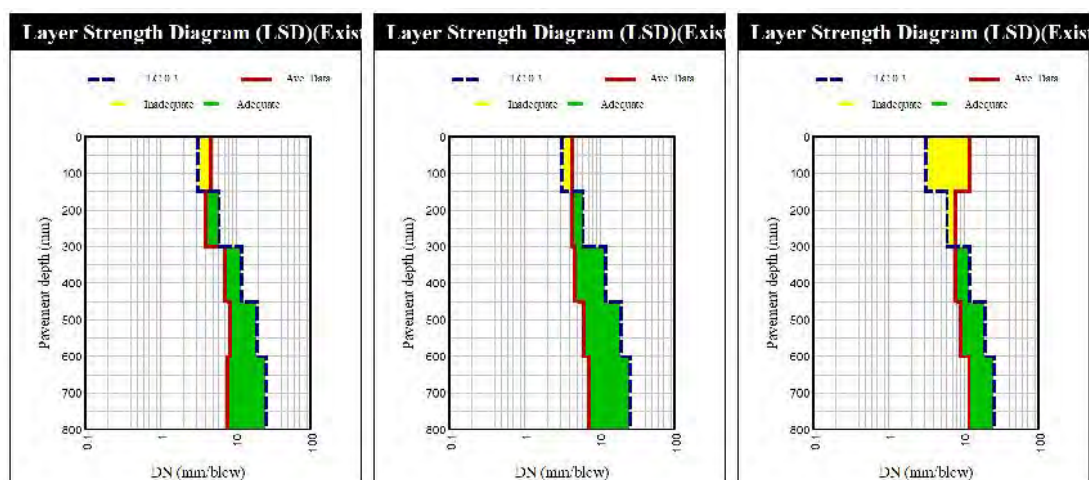 Layer Strength Diagram (LSD)(Exist
Ave Data
Inadequate Adequate
0
100
200
300
400
500
600
700
800
Pavement depth (mm)
0.1 1 10 100
DN (mm/blow)
Layer Strength Diagram (LSD)(Exist
Ave Data
Inadequate Adequate
0
100
200
300
400
500
600
700
800
Pavement depth (mm)
0.1 1 10 100
DN (mm/blow)
Layer Strength Diagram (LSD)(Exist
Ave Data
Inadequate Adequate
0
100
200
300
400
500
600
700
800
Pavement depth (mm)
0.1 1 10 100
DN (mm/blow)